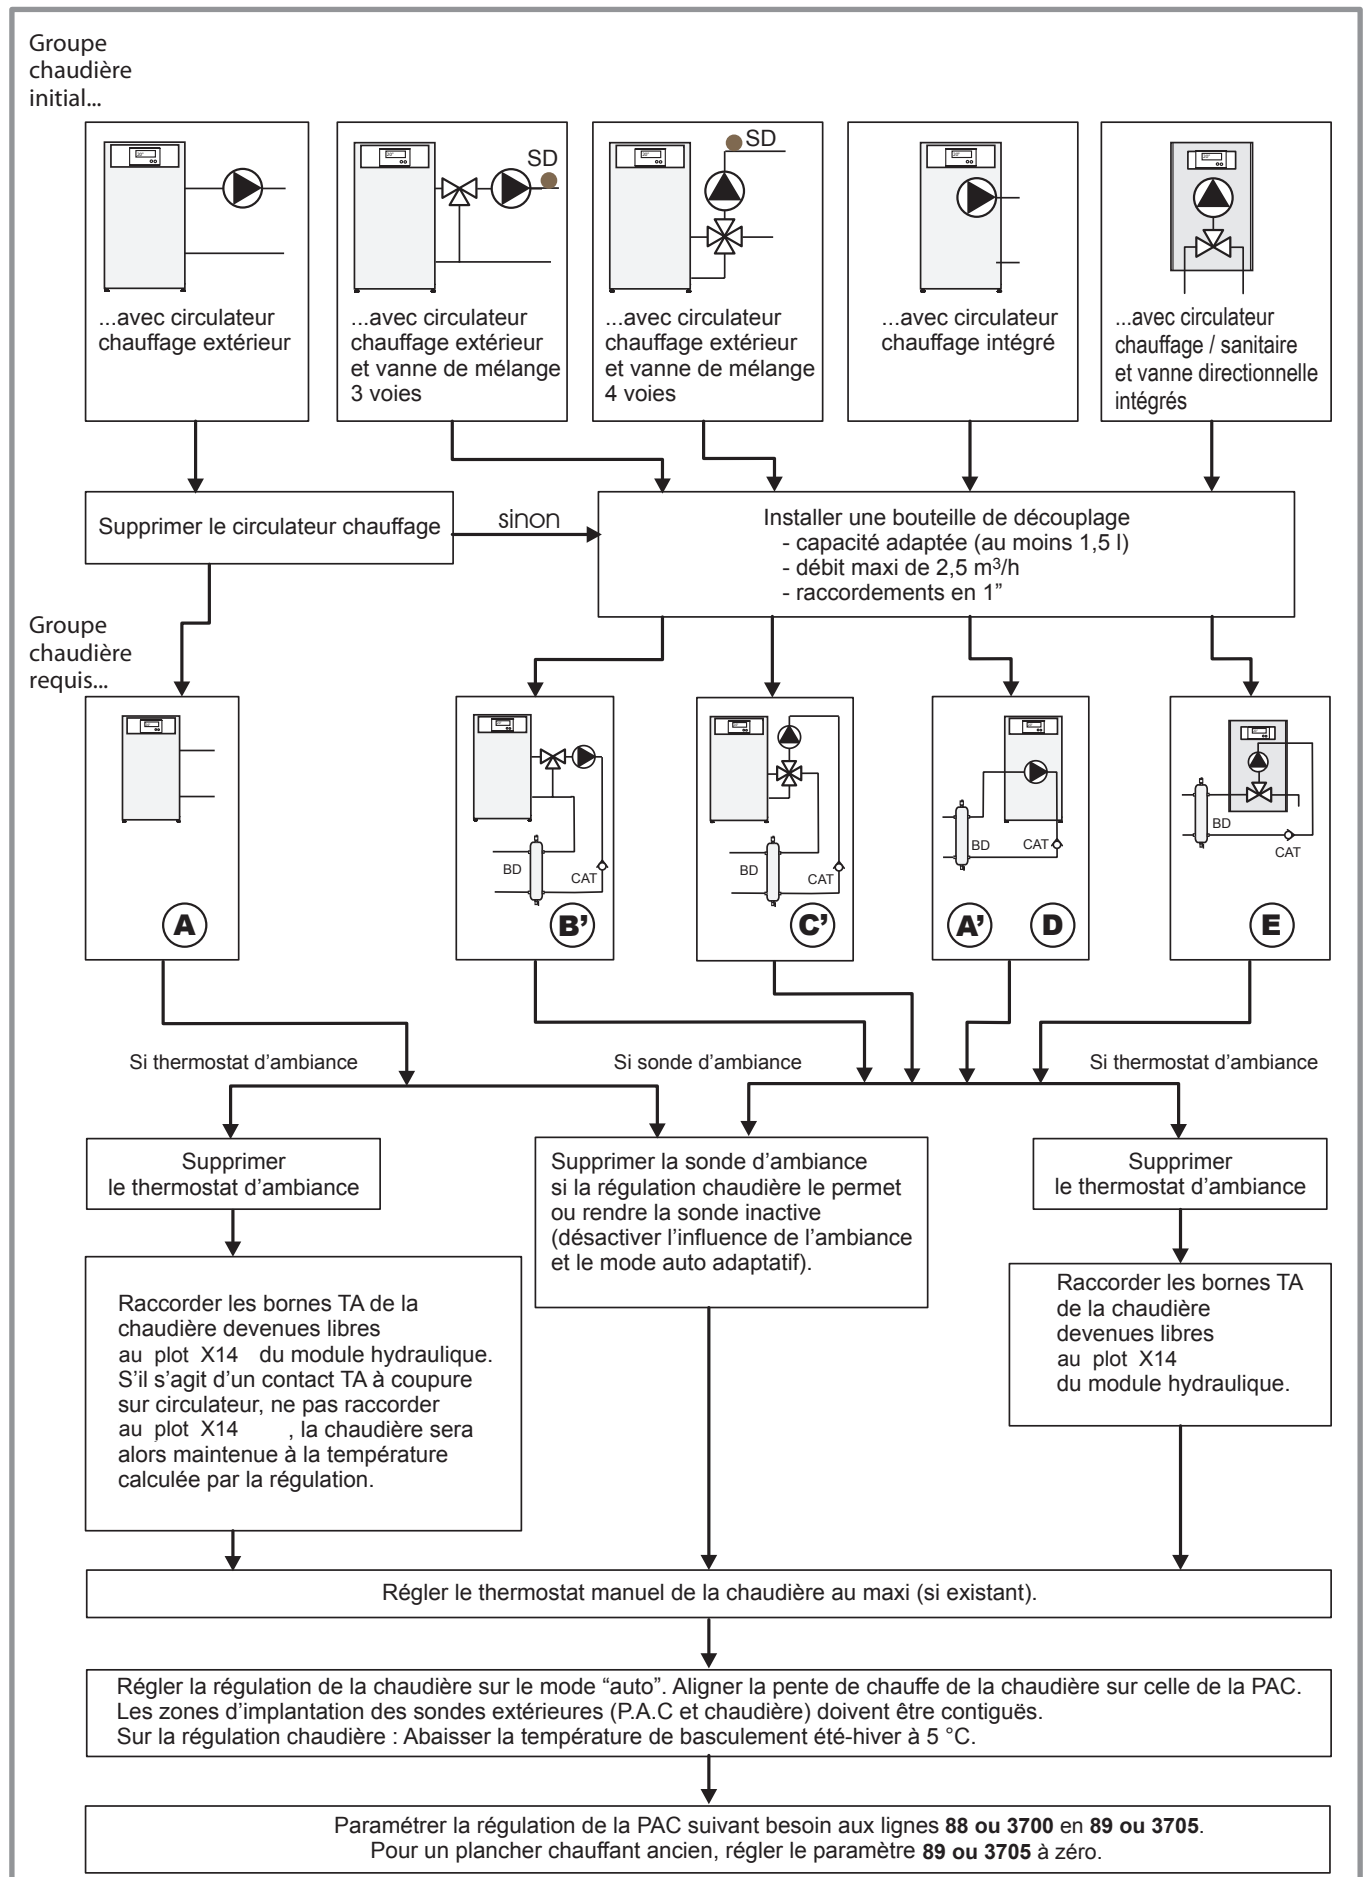 Groupe
chaudière
initial...
SD
SD
...avec circulateur
chauffage extérieur
...avec circulateur
chauffage extérieur
et vanne de mélange
3 voies
...avec circulateur
chauffage extérieur
et vanne de mélange
4 voies
...avec circulateur
chauffage intégré
...avec circulateur
chauffage / sanitaire
et vanne directionnelle
intégrés
Supprimer le circulateur chauffage
sinon
Installer une bouteille de découplage
- capacité adaptée (au moins 1,5 l)
- débit maxi de 2,5 m³/h
- raccordements en 1”
Groupe
chaudière
requis...
A
BD
CAT
B’
BD
CAT
C’
BD
CAT
A’
D
BD
CAT
E
Si thermostat d’ambiance
Si sonde d’ambiance
Si thermostat d’ambiance
Supprimer
le thermostat d’ambiance
Supprimer la sonde d’ambiance
si la régulation chaudière le permet
ou rendre la sonde inactive
(désactiver l’influence de l’ambiance
et le mode auto adaptatif).
Supprimer
le thermostat d’ambiance
Raccorder les bornes TA de la
chaudière devenues libres
au plot X14 du module hydraulique.
S’il s’agit d’un contact TA à coupure
sur circulateur, ne pas raccorder
au plot X14 , la chaudière sera
alors maintenue à la température
calculée par la régulation.
Raccorder les bornes TA
de la chaudière
devenues libres
au plot X14
du module hydraulique.
Régler le thermostat manuel de la chaudière au maxi (si existant).
Régler la régulation de la chaudière sur le mode “auto”. Aligner la pente de chauffe de la chaudière sur celle de la PAC.
Les zones d’implantation des sondes extérieures (P.A.C et chaudière) doivent être contiguës.
Sur la régulation chaudière : Abaisser la température de basculement été-hiver à 5 °C.
Paramétrer la régulation de la PAC suivant besoin aux lignes 88 ou 3700 en 89 ou 3705.
Pour un plancher chauffant ancien, régler le paramètre 89 ou 3705 à zéro.